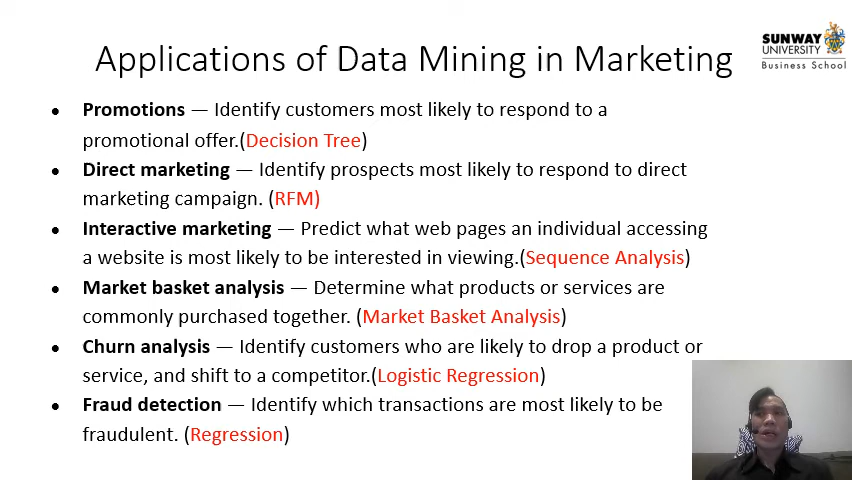 Applications of Data Mining in Marketing
SUNWAY
UNIVERSITY
Business School
• Promotions — Identify customers most likely to respond to a
promotional offer.(Decision Tree)
• Direct marketing — Identify prospects most likely to respond to direct
marketing campaign. (RFM)
• Interactive marketing — Predict what web pages an individual accessing
a website is most likely to be interested in viewing.(Sequence Analysis)
• Market basket analysis — Determine what products or services are
commonly purchased together. (Market Basket Analysis)
• Churn analysis — Identify customers who are likely to drop a product or
service, and shift to a competitor.(Logistic Regression)
• Fraud detection — Identify which transactions are most likely to be
fraudulent. (Regression)